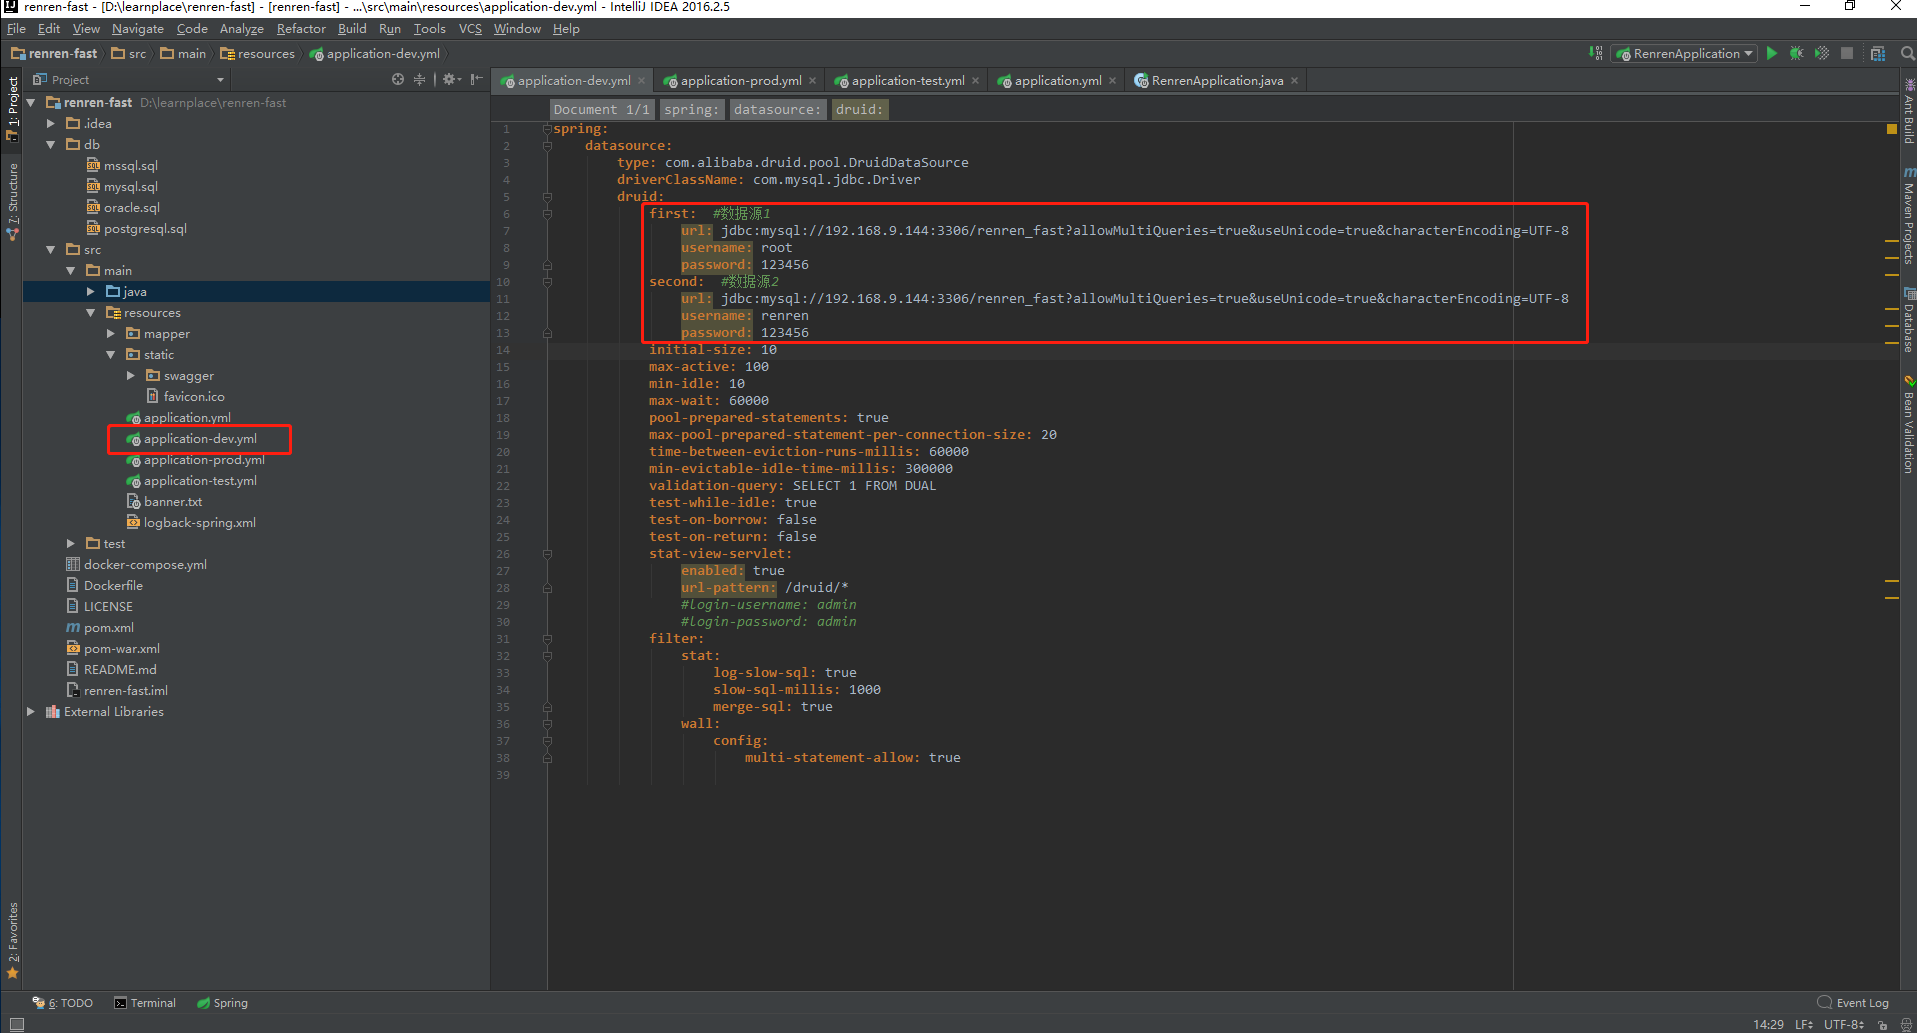 renren-fast - [D:\learnplace\renren-fast] - [renren-fast] - ...\src\main\resources\application-dev.yml - IntelliJ IDEA 2016.2.5
File Edit View Navigate Code Analyze Refactor Build Run Tools VCS Window Help
renren-fast src main resources application-dev.yml
RenrenApplication
Project
application-dev.yml application-prod.yml application-test.yml application.yml RenrenApplication.java
Document 1/1 spring: datasource: druid:
1: Project
7: Structure
2: Favorites
renren-fast D:\learnplace\renren-fast
.idea
db
mssql.sql
mysql.sql
oracle.sql
postgresql.sql
src
main
java
resources
mapper
static
swagger
favicon.ico
application.yml
application-dev.yml
application-prod.yml
application-test.yml
banner.txt
logback-spring.xml
test
docker-compose.yml
Dockerfile
LICENSE
pom.xml
pom-war.xml
README.md
renren-fast.iml
External Libraries
1 spring:
2 datasource:
3 type: com.alibaba.druid.pool.DruidDataSource
4 driverClassName: com.mysql.jdbc.Driver
5 druid:
6 first: #数据源1
7 url: jdbc:mysql://192.168.9.144:3306/renren_fast?allowMultiQueries=true&useUnicode=true&characterEncoding=UTF-8
8 username: root
9 password: 123456
10 second: #数据源2
11 url: jdbc:mysql://192.168.9.144:3306/renren_fast?allowMultiQueries=true&useUnicode=true&characterEncoding=UTF-8
12 username: renren
13 password: 123456
14 initial-size: 10
15 max-active: 100
16 min-idle: 10
17 max-wait: 60000
18 pool-prepared-statements: true
19 max-pool-prepared-statement-per-connection-size: 20
20 time-between-eviction-runs-millis: 60000
21 min-evictable-idle-time-millis: 300000
22 validation-query: SELECT 1 FROM DUAL
23 test-while-idle: true
24 test-on-borrow: false
25 test-on-return: false
26 stat-view-servlet:
27 enabled: true
28 url-pattern: /druid/*
29 #login-username: admin
30 #login-password: admin
31 filter:
32 stat:
33 log-slow-sql: true
34 slow-sql-millis: 1000
35 merge-sql: true
36 wall:
37 config:
38 multi-statement-allow: true
39
Ant Build
Maven Projects
Database
Bean Validation
6: TODO Terminal Spring Event Log
14:29 LF UTF-8